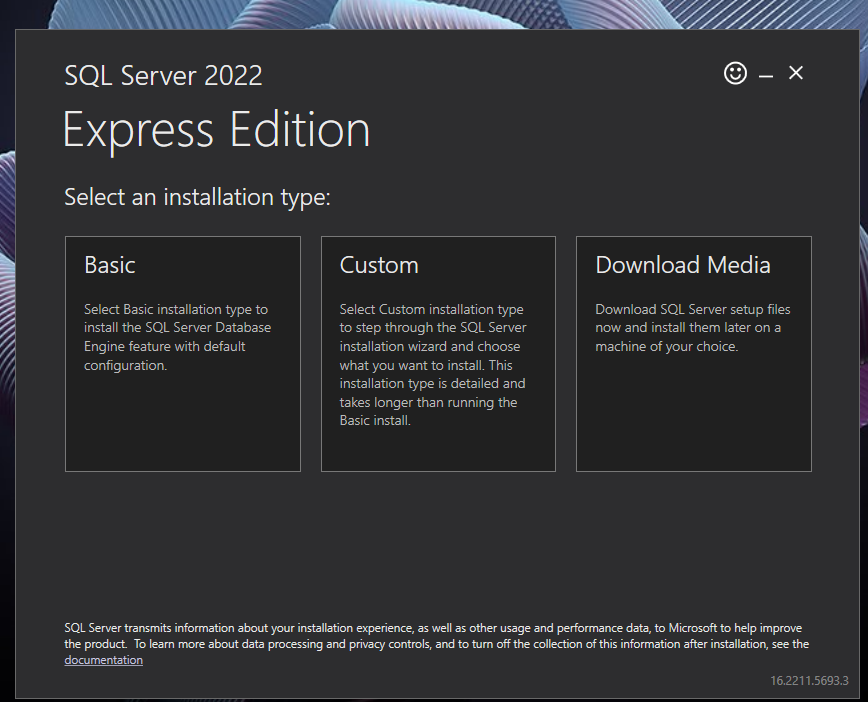 SQL Server 2022
Express Edition
Select an installation type:
Basic
Select Basic installation type to
install the SQL Server Database
Engine feature with default
configuration.
Custom
Select Custom installation type
to step through the SQL Server
installation wizard and choose
what you want to install. This
installation type is detailed and
takes longer than running the
Basic install.
Download Media
Download SQL Server setup files
now and install them later on a
machine of your choice.
SQL Server transmits information about your installation experience, as well as other usage and performance data, to Microsoft to help improve
the product.  To learn more about data processing and privacy controls, and to turn off the collection of this information after installation, see the
documentation
16.2211.5693.3